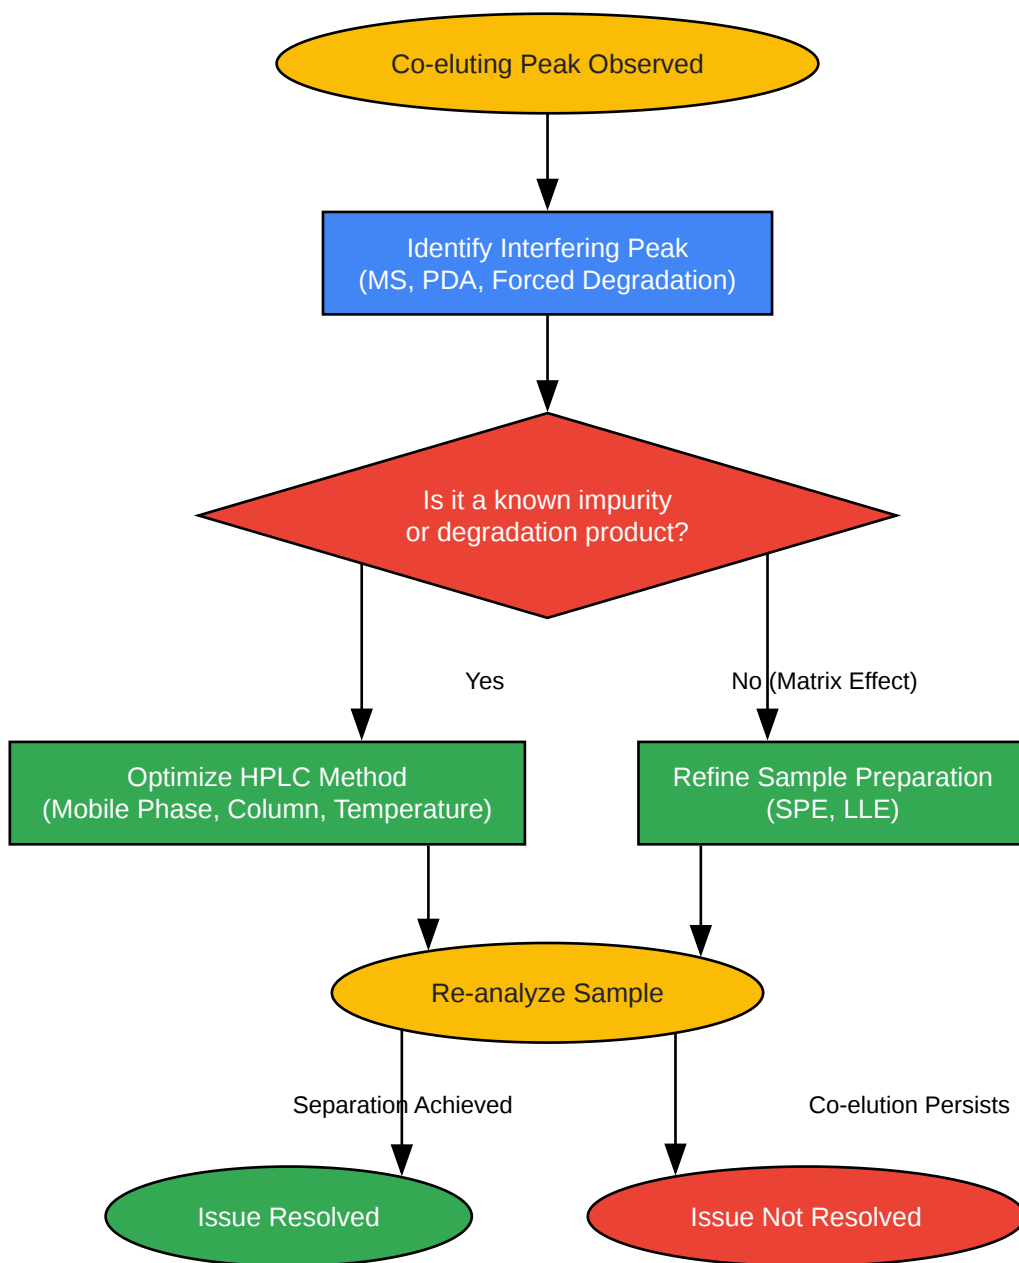 Co-eluting Peak Observed
Identify Interfering Peak
(MS, PDA, Forced Degradation)
Is it a known impurity
or degradation product?
Yes
No (Matrix Effect)
Optimize HPLC Method
(Mobile Phase, Column, Temperature)
Refine Sample Preparation
(SPE, LLE)
Re-analyze Sample
Separation Achieved
Co-elution Persists
Issue Resolved
Issue Not Resolved